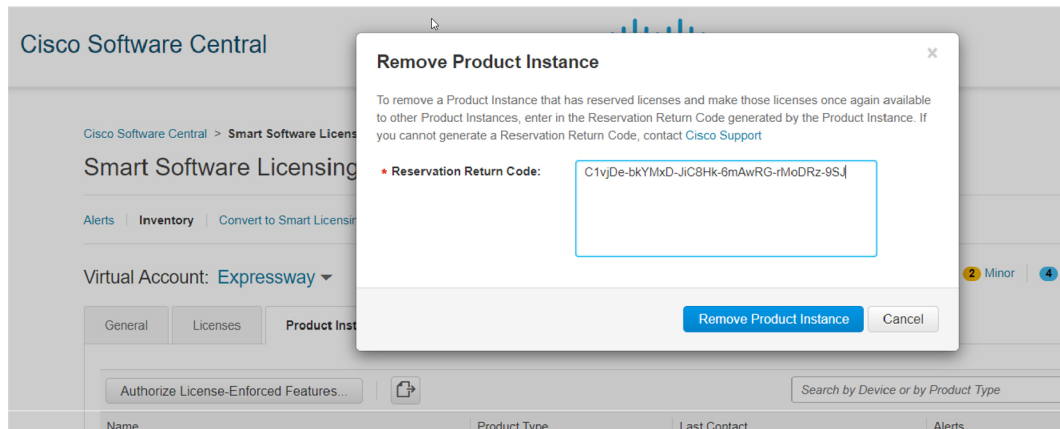 Cisco Software Central
Remove Product Instance
×
To remove a Product Instance that has reserved licenses and make those licenses once again available
to other Product Instances, enter in the Reservation Return Code generated by the Product Instance. If
you cannot generate a Reservation Return Code, contact Cisco Support
* Reservation Return Code:
C1vjDe-bkYMxD-JiC8Hk-6mAwRG-rMoDRz-9SJ
Cisco Software Central > Smart Software Licens
Smart Software Licensing
Alerts Inventory Convert to Smart Licensin
Virtual Account: Expressway
2 Minor 4
General Licenses Product Inst
Remove Product Instance Cancel
Authorize License-Enforced Features...
Search by Device or by Product Type
Name Product Type Last Contact Alerts